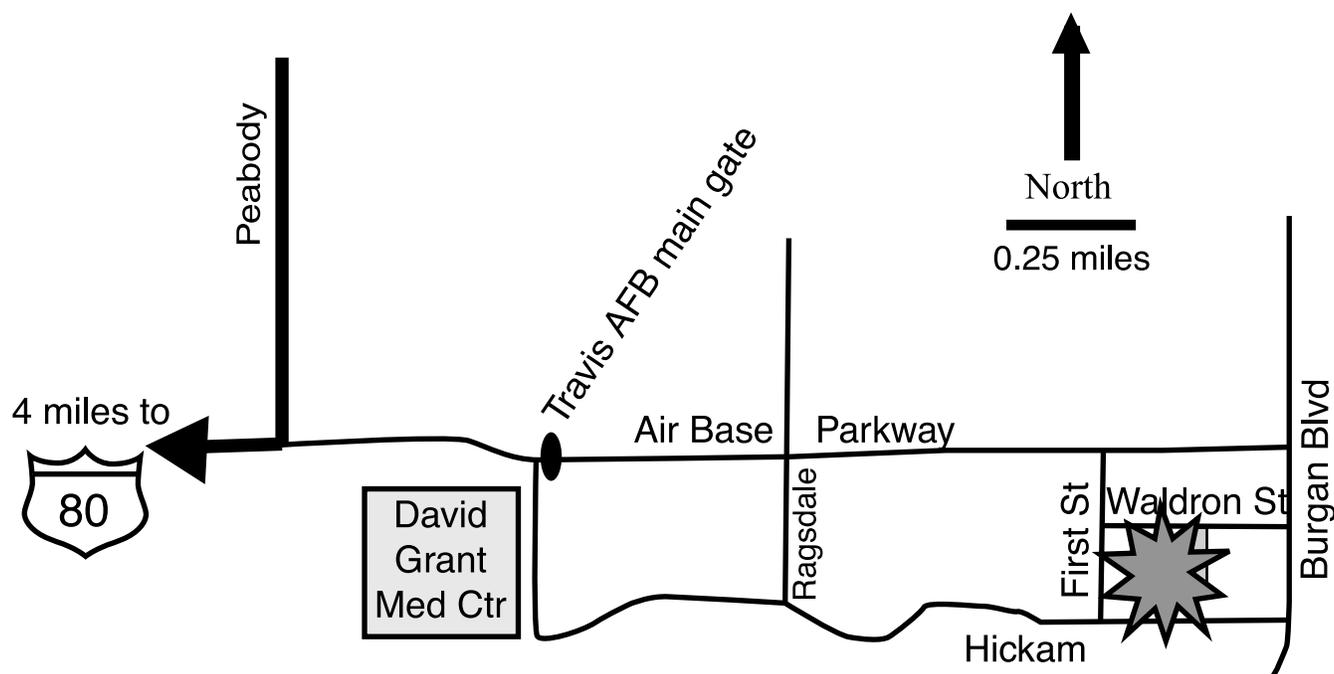 Peabody
Travis AFB main gate
North
0.25 miles
4 miles to
80
Air Base Parkway
David
Grant
Med Ctr
Ragsdale
First St
Waldron St
Burgan Blvd
Hickam